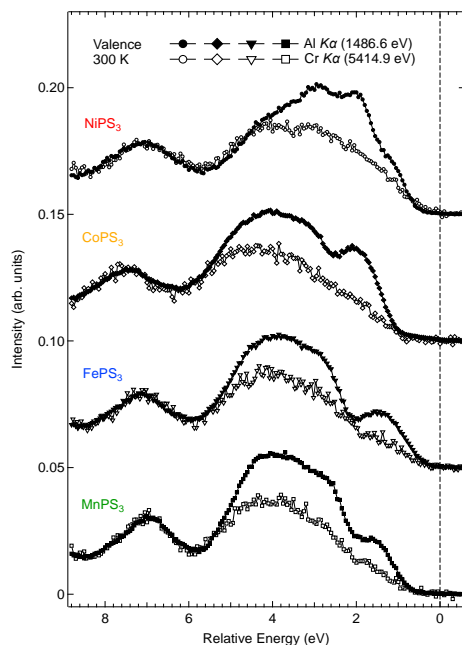 Valence Al Kα (1486.6 eV)
300 K Cr Kα (5414.9 eV)
0.20
NiPS3
0.15
CoPS3
Intensity (arb. units)
0.10
FePS3
0.05
MnPS3
0
8 6 4 2 0
Relative Energy (eV)